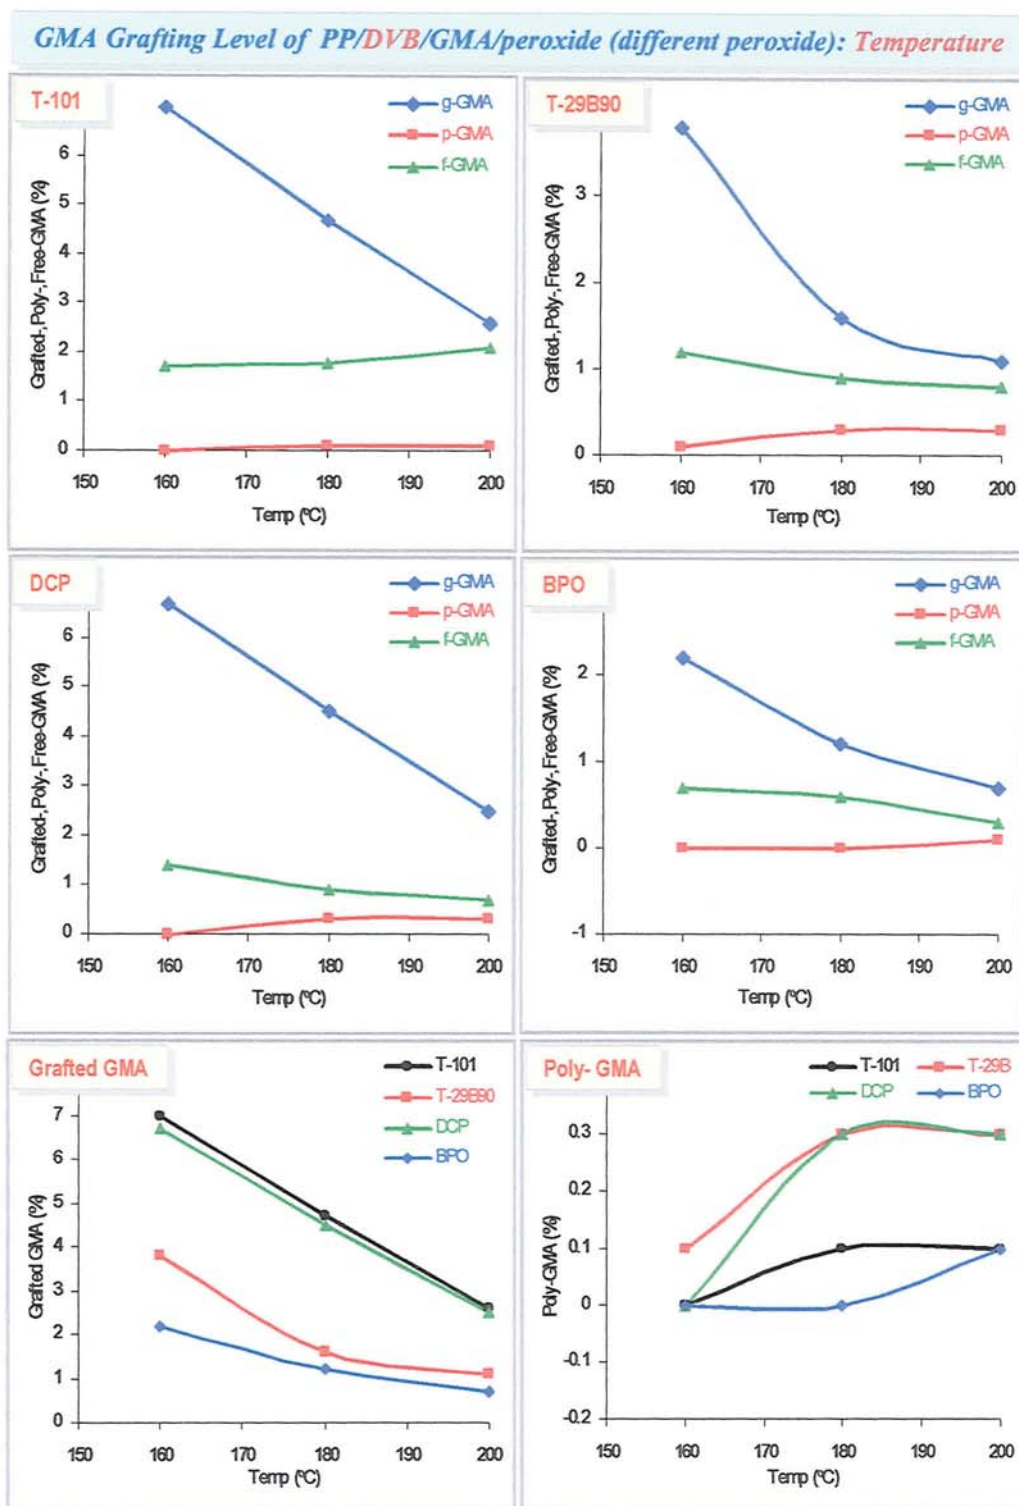 GMA Grafting Level of PP/DVB/GMA/peroxide (different peroxide): Temperature
T-101
g-GMA
p-GMA
f-GMA
Grafted-,Poly-,Free-GMA (%)
6
5
4
3
2
1
0
150 160 170 180 190 200
Temp (ºC)
T-29B90
g-GMA
p-GMA
f-GMA
Grafted-,Poly-,Free-GMA (%)
3
2
1
0
150 160 170 180 190 200
Temp (ºC)
DCP
g-GMA
p-GMA
f-GMA
Grafted-,Poly-,Free-GMA (%)
6
5
4
3
2
1
0
150 160 170 180 190 200
Temp (ºC)
BPO
g-GMA
p-GMA
f-GMA
Grafted-,Poly-,Free-GMA (%)
2
1
0
-1
150 160 170 180 190 200
Temp (ºC)
Grafted GMA
T-101
T-29B90
DCP
BPO
Grafted GMA (%)
7
6
5
4
3
2
1
0
150 160 170 180 190 200
Temp (ºC)
Poly- GMA
T-101 T-29B
DCP BPO
Poly-GMA (%)
0.3
0.2
0.1
0
-0.1
-0.2
150 160 170 180 190 200
Temp (ºC)